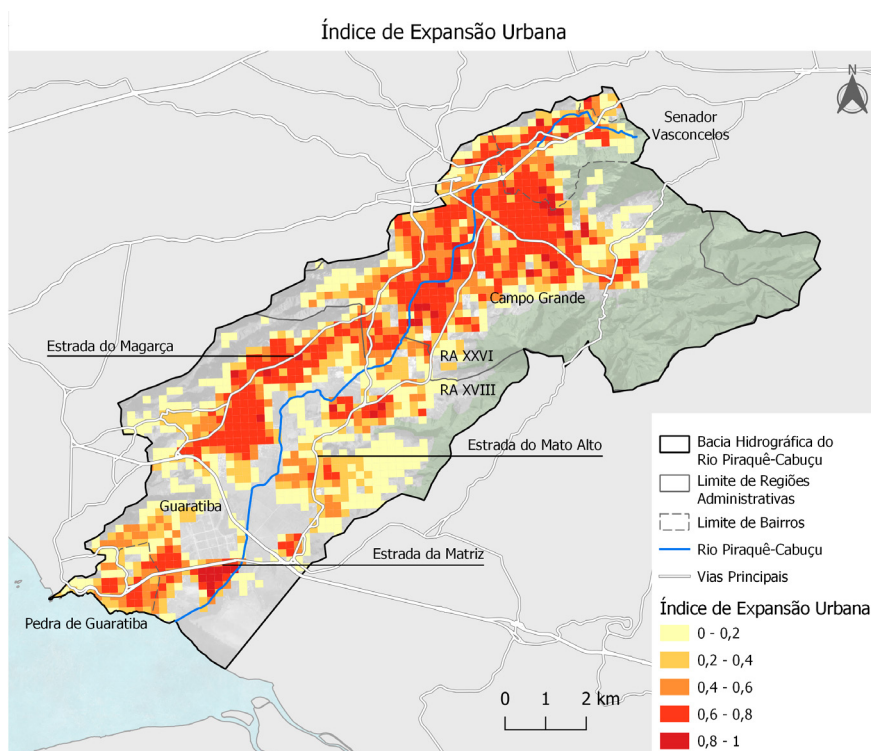 Índice de Expansão Urbana
N
Senador
Vasconcelos
Campo Grande
Estrada do Magarça
RA XXVI
RA XVIII
Estrada do Mato Alto
Guaratiba
Estrada da Matriz
Pedra de Guaratiba
0 1 2 km
Bacia Hidrográfica do
Rio Piraquê-Cabuçu
Limite de Regiões
Administrativas
Limite de Bairros
Rio Piraquê-Cabuçu
Vias Principais
Índice de Expansão Urbana
0 - 0,2
0,2 - 0,4
0,4 - 0,6
0,6 - 0,8
0,8 - 1